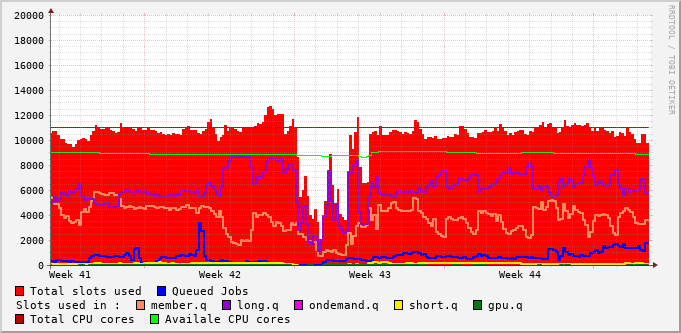 20000
18000
16000
14000
12000
10000
8000
6000
4000
2000
0
Week 41 Week 42 Week 43 Week 44
Total slots used Queued Jobs
Slots used in : member.q long.q ondemand.q short.q gpu.q
Total CPU cores Availale CPU cores
RRDTOOL / TOBI OETIKER